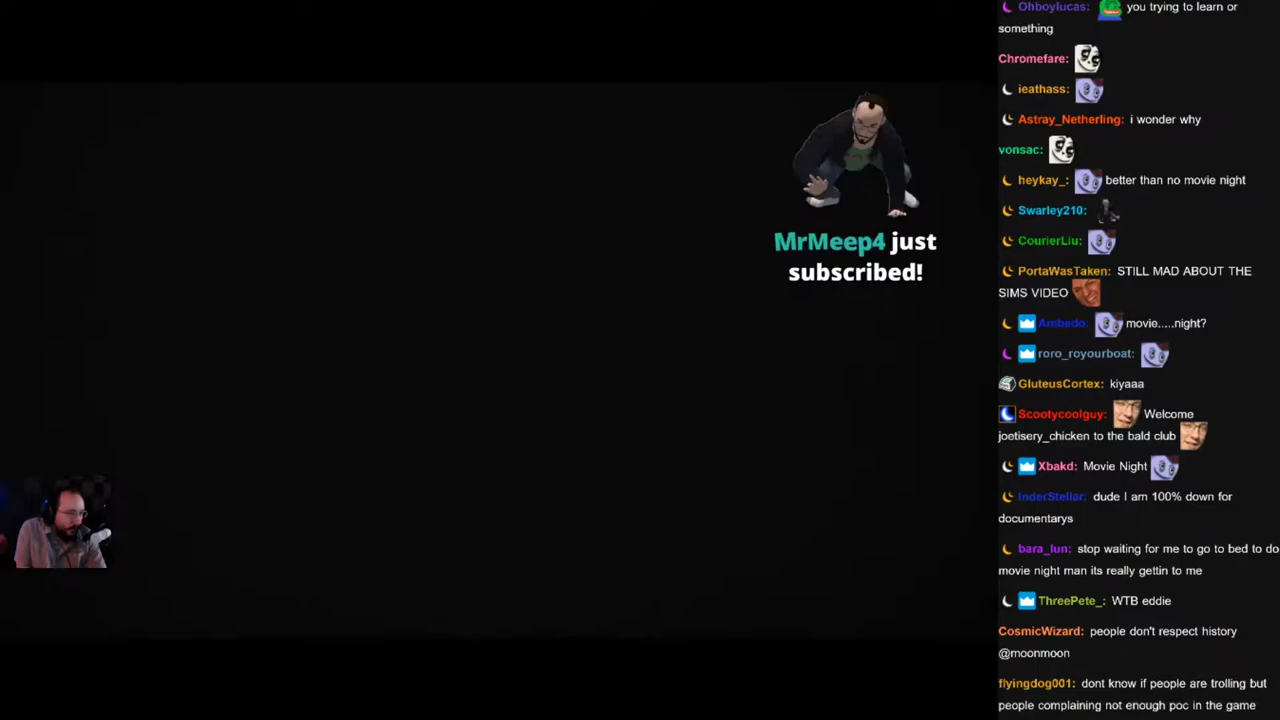 MrMeep4 just
subscribed!
Ohboylucas: you trying to learn or
something
Chromefare:
ieathass:
Astray_Netherling: i wonder why
vonsac:
heykay_: better than no movie night
Swarley210:
CourierLiu:
PortaWasTaken: STILL MAD ABOUT THE
SIMS VIDEO
Ambedo: movie.....night?
roro_royourboat:
GluteusCortex: kiyaaa
Scootycoolguy: Welcome
joetisery_chicken to the bald club
Xbakd: Movie Night
InderStellar: dude I am 100% down for
documentarys
bara_lun: stop waiting for me to go to bed to do
movie night man its really gettin to me
ThreePete_: WTB eddie
CosmicWizard: people don't respect history
@moonmoon
flyingdog001: dont know if people are trolling but
people complaining not enough poc in the game